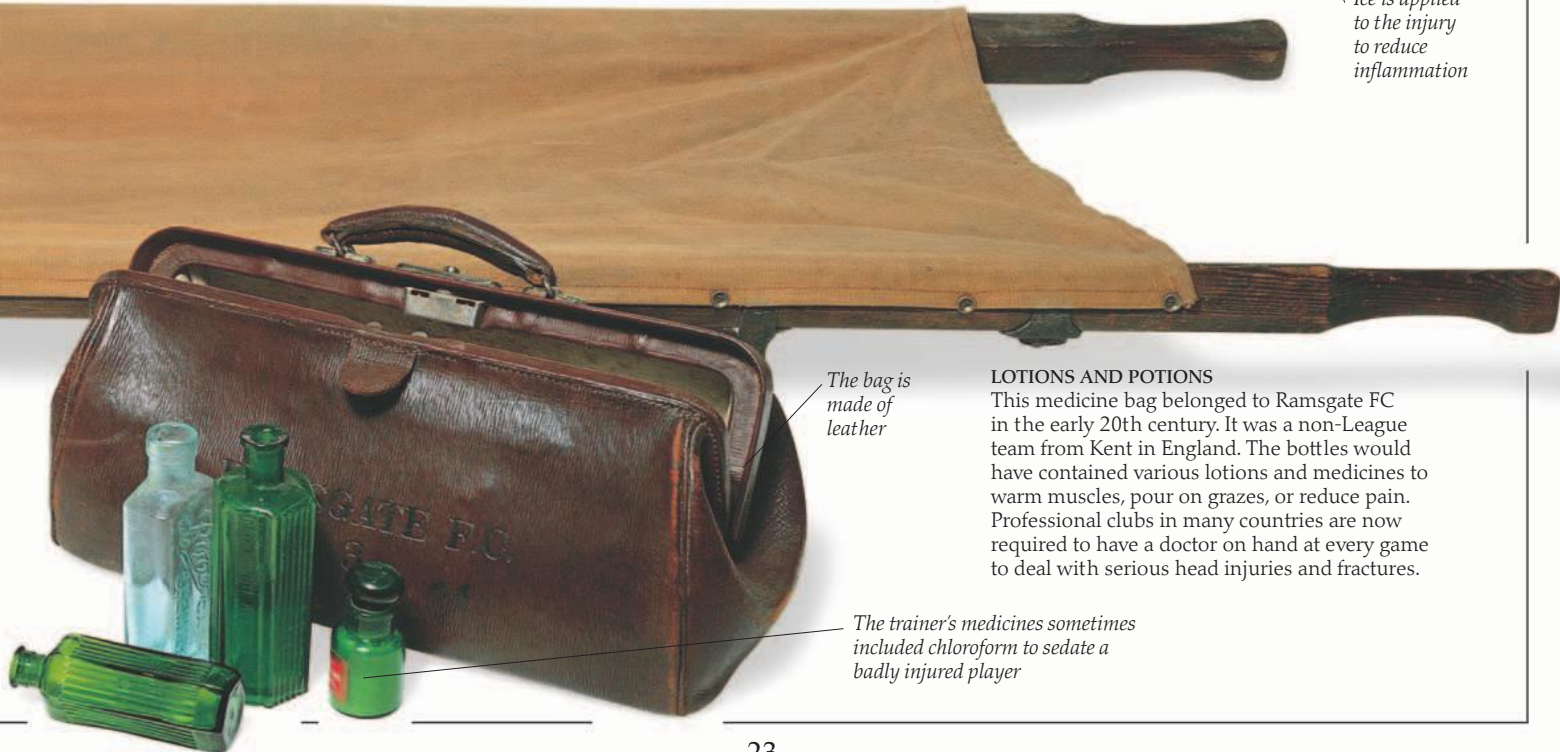 Ice is applied
to the injury
to reduce
inflammation
The bag is
made of
leather
LOTIONS AND POTIONS
This medicine bag belonged to Ramsgate FC
in the early 20th century. It was a non-League
team from Kent in England. The bottles would
have contained various lotions and medicines to
warm muscles, pour on grazes, or reduce pain.
Professional clubs in many countries are now
required to have a doctor on hand at every game
to deal with serious head injuries and fractures.
SGATE F.C.
The trainer's medicines sometimes
included chloroform to sedate a
badly injured player
23